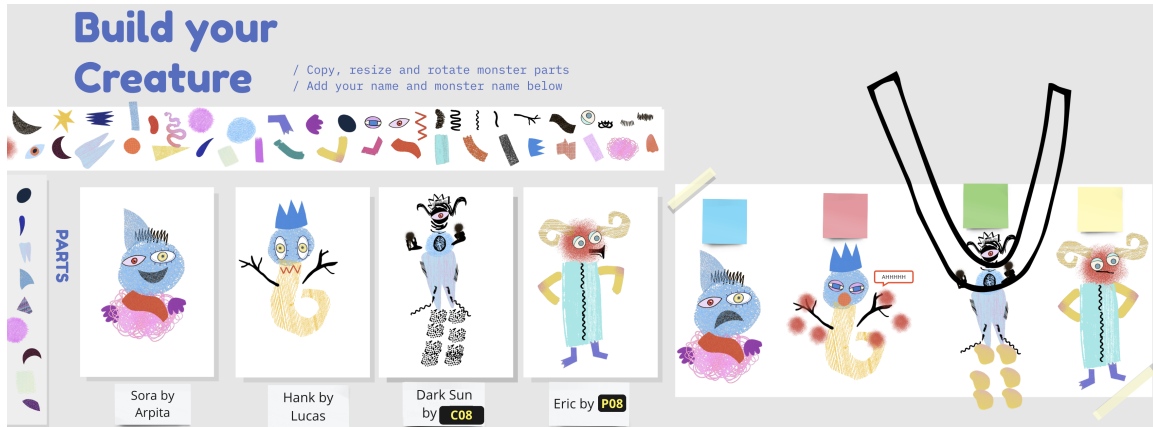 Build your
Creature
/ Copy, resize and rotate monster parts
/ Add your name and monster name below
PARTS
AHHHHH
Sora by
Arpita
Hank by
Lucas
Dark Sun
by C08
Eric by P08